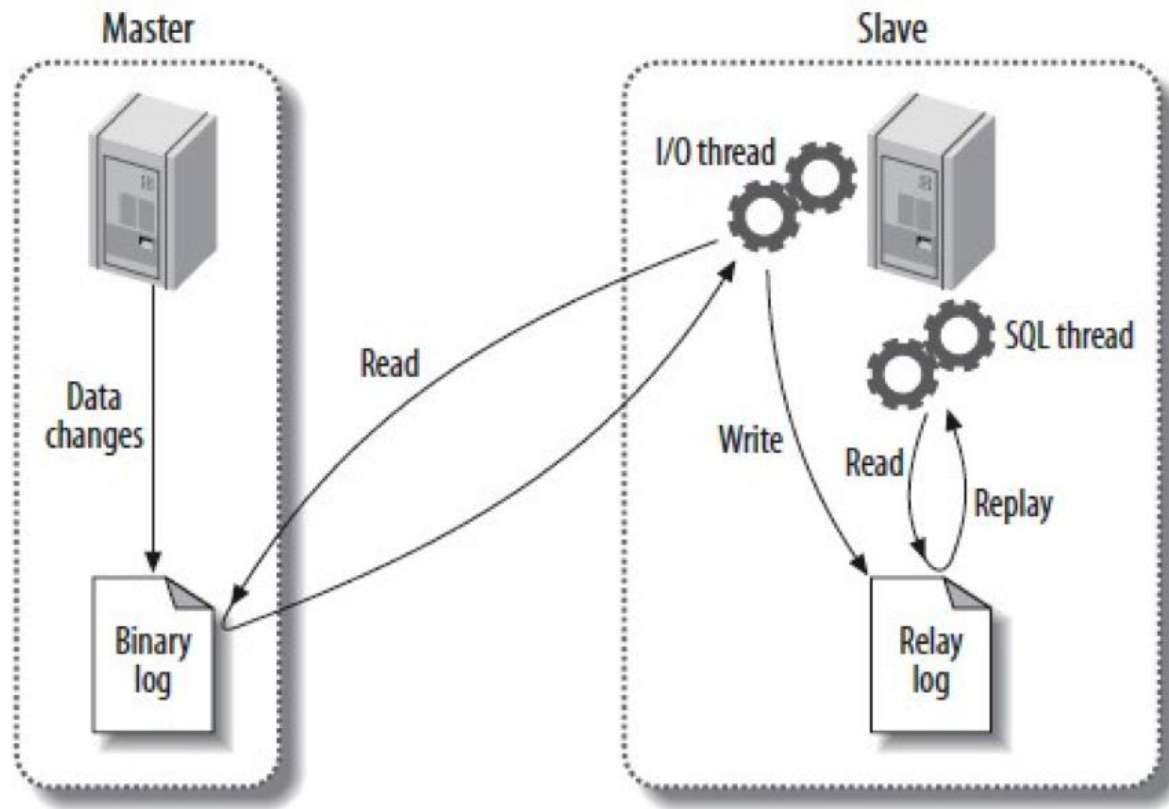 Master
Slave
I/O thread
SQL thread
Read
Data
changes
Write
Read
Replay
Binary
log
Relay
log